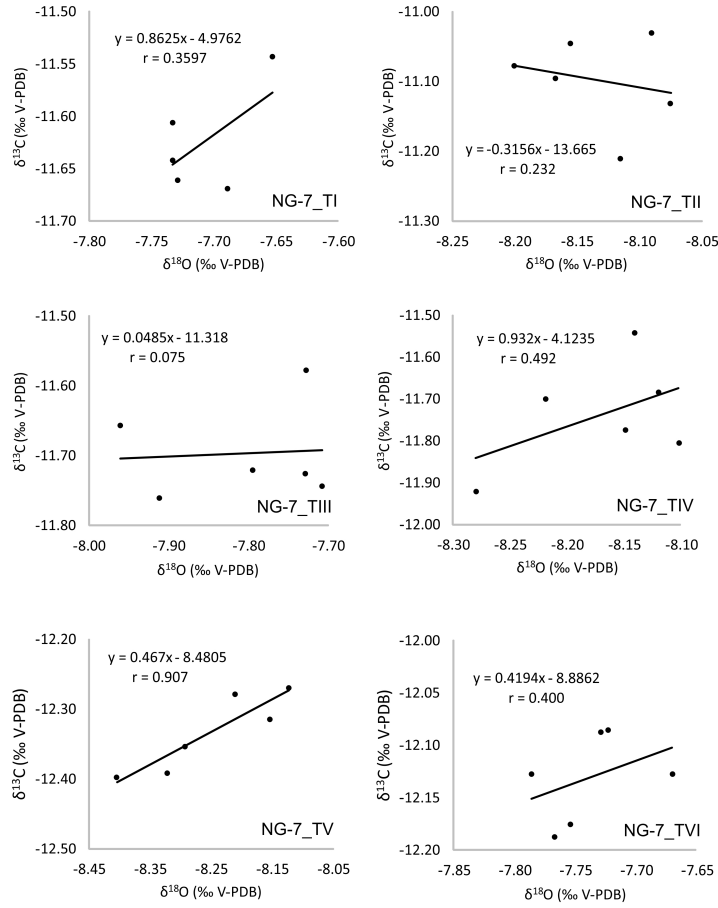 -11.50
-11.55
-11.60
-11.65
-11.70
δ¹³C (‰ V-PDB)
y = 0.8625x - 4.9762
r = 0.3597
NG-7_TI
-7.80 -7.75 -7.70 -7.65 -7.60
δ¹⁸O (‰ V-PDB)
-11.00
-11.10
-11.20
-11.30
δ¹³C (‰ V-PDB)
y = -0.3156x - 13.665
r = 0.232
NG-7_TII
-8.25 -8.20 -8.15 -8.10 -8.05
δ¹⁸O (‰ V-PDB)
-11.50
-11.60
-11.70
-11.80
δ¹³C (‰ V-PDB)
y = 0.0485x - 11.318
r = 0.075
NG-7_TIII
-8.00 -7.90 -7.80 -7.70
δ¹⁸O (‰ V-PDB)
-11.50
-11.60
-11.70
-11.80
-11.90
-12.00
δ¹³C (‰ V-PDB)
y = 0.932x - 4.1235
r = 0.492
NG-7_TIV
-8.30 -8.25 -8.20 -8.15 -8.10
δ¹⁸O (‰ V-PDB)
-12.20
-12.30
-12.40
-12.50
δ¹³C (‰ V-PDB)
y = 0.467x - 8.4805
r = 0.907
NG-7_TV
-8.45 -8.35 -8.25 -8.15 -8.05
δ¹⁸O (‰ V-PDB)
-12.00
-12.05
-12.10
-12.15
-12.20
δ¹³C (‰ V-PDB)
y = 0.4194x - 8.8862
r = 0.400
NG-7_TVI
-7.85 -7.80 -7.75 -7.70 -7.65
δ¹⁸O (‰ V-PDB)